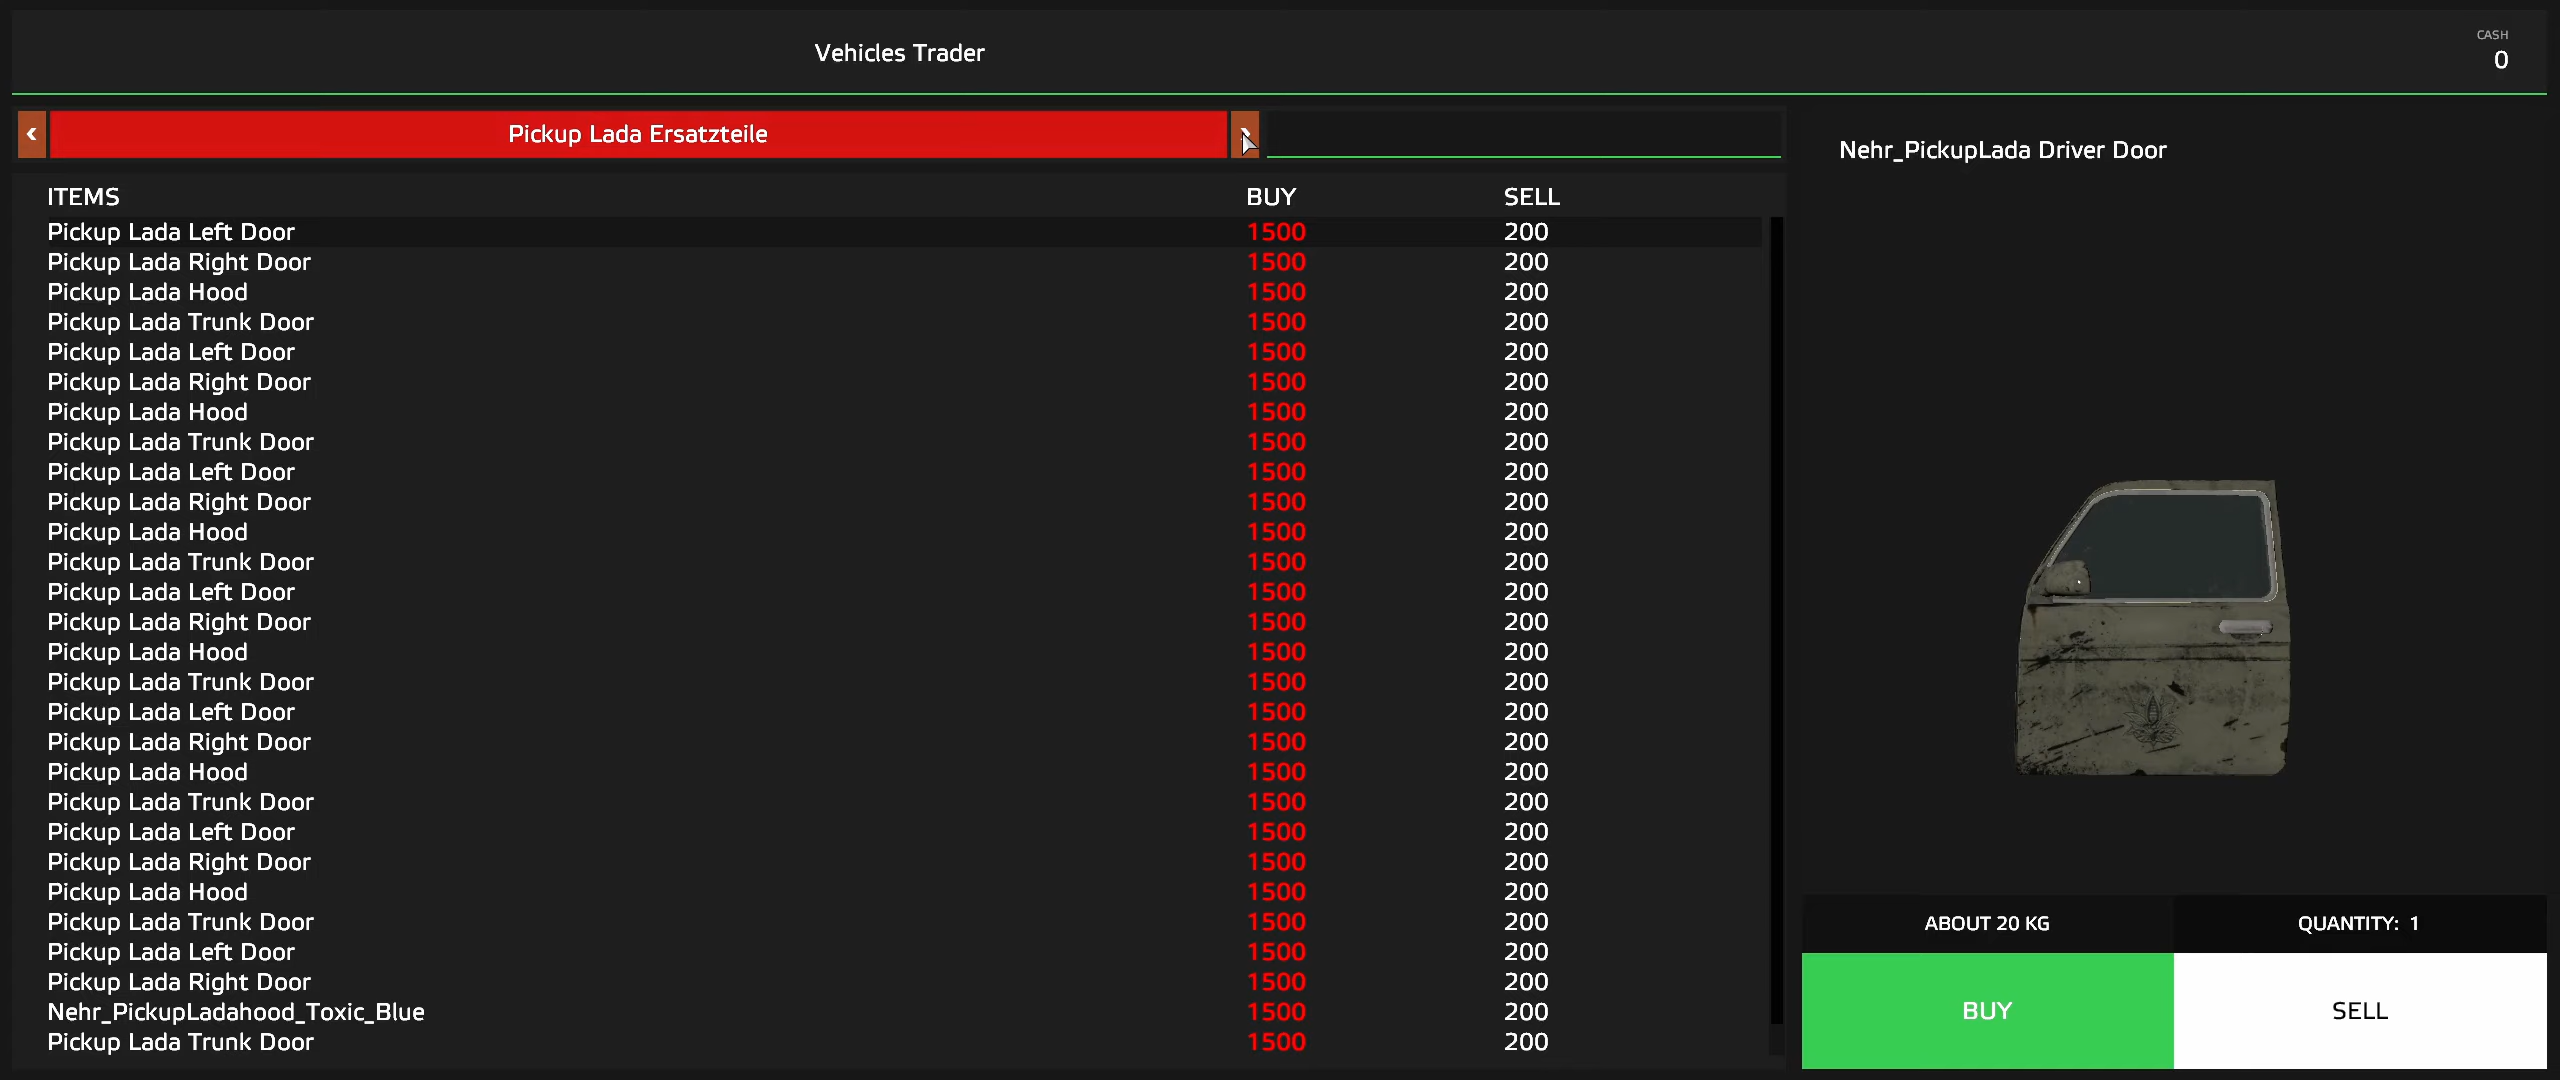 Vehicles Trader
CASH
0
Pickup Lada Ersatzteile
Nehr_PickupLada Driver Door
ITEMS BUY SELL
Pickup Lada Left Door 1500 200
Pickup Lada Right Door 1500 200
Pickup Lada Hood 1500 200
Pickup Lada Trunk Door 1500 200
Pickup Lada Left Door 1500 200
Pickup Lada Right Door 1500 200
Pickup Lada Hood 1500 200
Pickup Lada Trunk Door 1500 200
Pickup Lada Left Door 1500 200
Pickup Lada Right Door 1500 200
Pickup Lada Hood 1500 200
Pickup Lada Trunk Door 1500 200
Pickup Lada Left Door 1500 200
Pickup Lada Right Door 1500 200
Pickup Lada Hood 1500 200
Pickup Lada Trunk Door 1500 200
Pickup Lada Left Door 1500 200
Pickup Lada Right Door 1500 200
Pickup Lada Hood 1500 200
Pickup Lada Trunk Door 1500 200
Pickup Lada Left Door 1500 200
Pickup Lada Right Door 1500 200
Pickup Lada Hood 1500 200
Pickup Lada Trunk Door 1500 200
Pickup Lada Left Door 1500 200
Pickup Lada Right Door 1500 200
Nehr_PickupLadahood_Toxic_Blue 1500 200
Pickup Lada Trunk Door 1500 200
ABOUT 20 KG QUANTITY: 1
BUY SELL